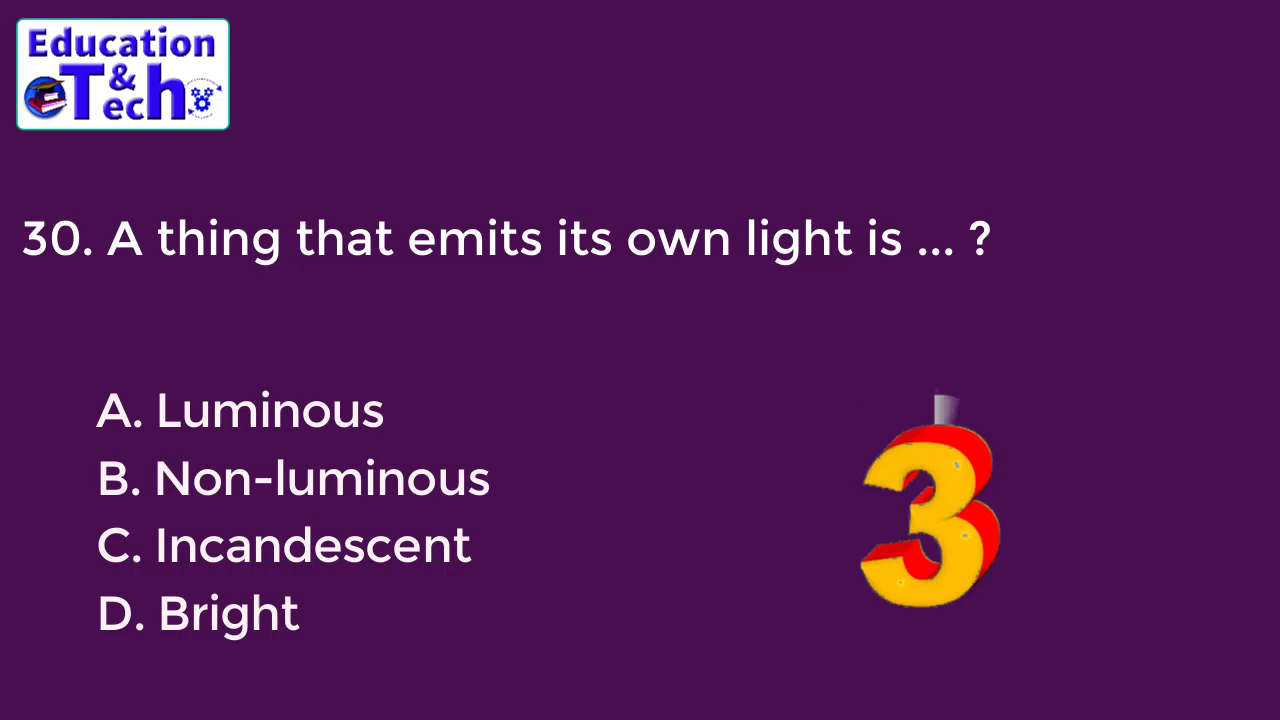 Education
& Tech
30. A thing that emits its own light is ... ?
A. Luminous
B. Non-luminous
C. Incandescent
D. Bright
3